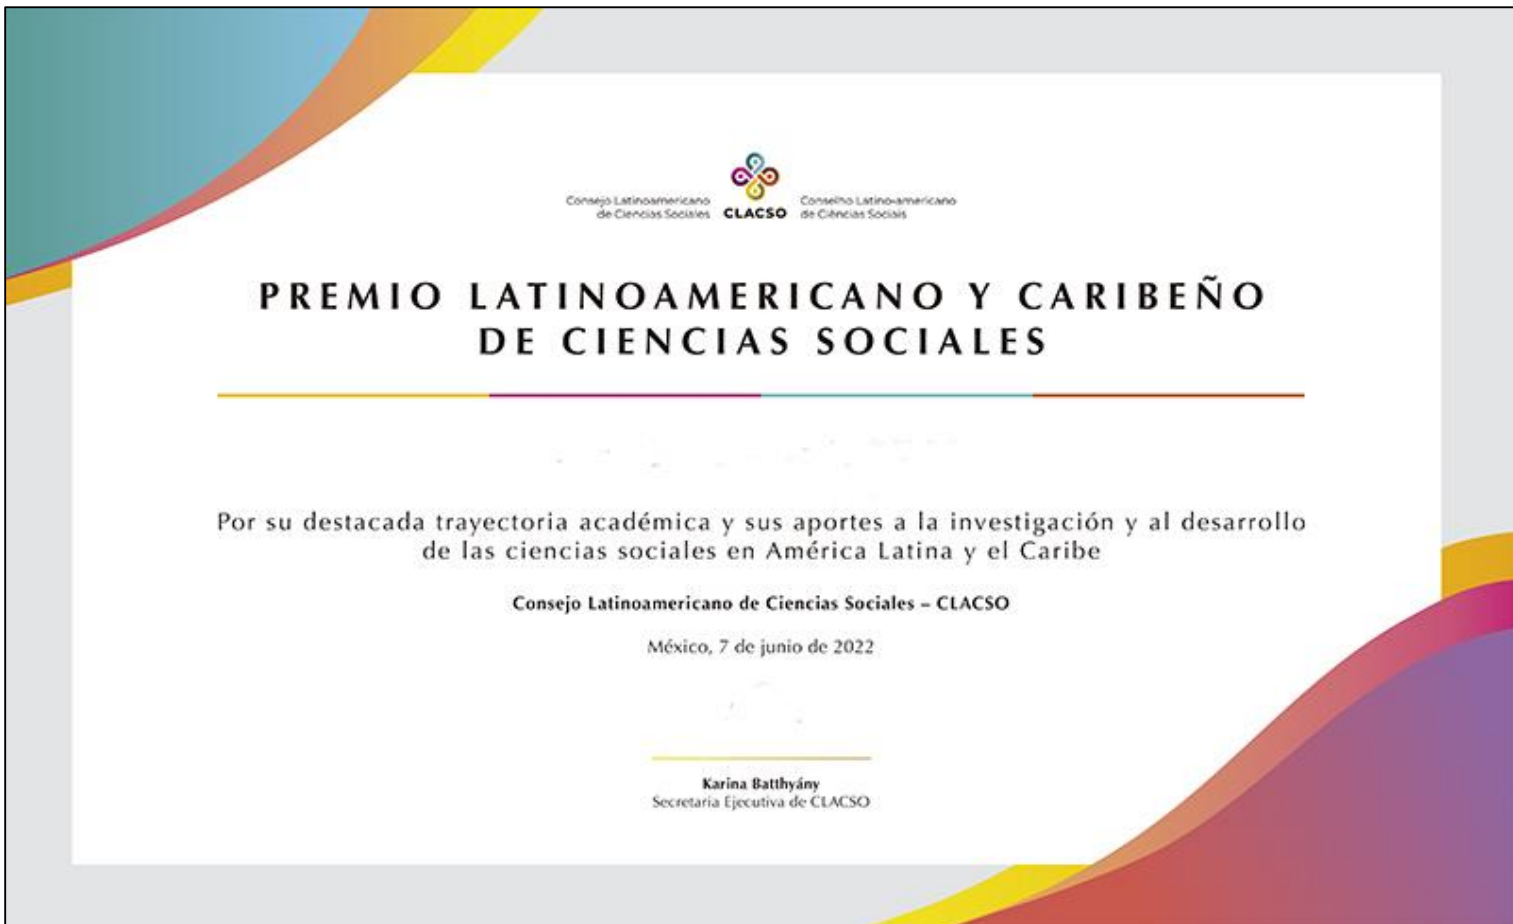 Consejo Latinoamericano
de Ciencias Sociales
CLACSO
Conselho Latino-americano
de Ciências Sociais
PREMIO LATINOAMERICANO Y CARIBEÑO
DE CIENCIAS SOCIALES
Por su destacada trayectoria académica y sus aportes a la investigación y al desarrollo
de las ciencias sociales en América Latina y el Caribe
Consejo Latinoamericano de Ciencias Sociales – CLACSO
México, 7 de junio de 2022
Karina Batthyány
Secretaria Ejecutiva de CLACSO